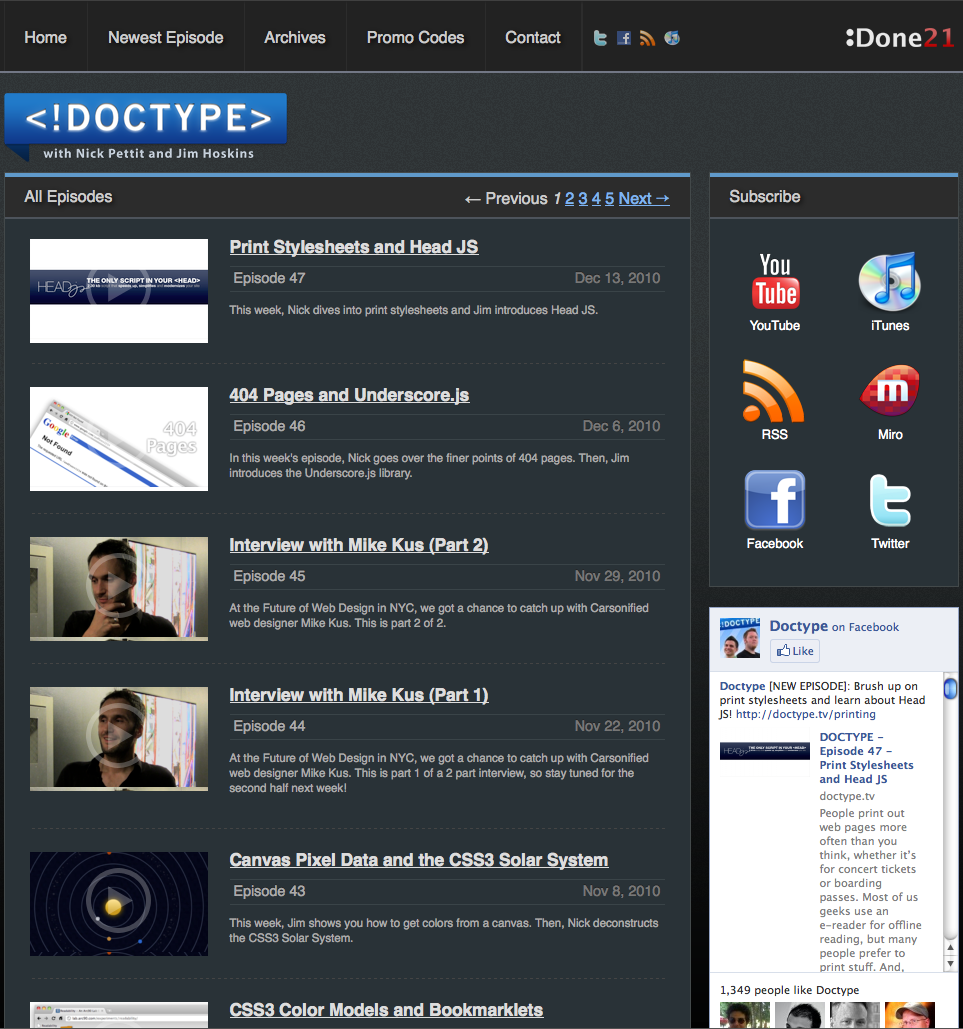 Home
Newest Episode
Archives
Promo Codes
Contact
:Done21
<!DOCTYPE>
with Nick Pettit and Jim Hoskins
All Episodes
← Previous 1 2 3 4 5 Next →
THE ONLY SCRIPT IN YOUR <HEAD>
Print Stylesheets and Head JS
Episode 47
Dec 13, 2010
This week, Nick dives into print stylesheets and Jim introduces Head JS.
Google
Not Found
404
Pages
404 Pages and Underscore.js
Episode 46
Dec 6, 2010
In this week's episode, Nick goes over the finer points of 404 pages. Then, Jim
introduces the Underscore.js library.
Interview with Mike Kus (Part 2)
Episode 45
Nov 29, 2010
At the Future of Web Design in NYC, we got a chance to catch up with Carsonified
web designer Mike Kus. This is part 2 of 2.
Interview with Mike Kus (Part 1)
Episode 44
Nov 22, 2010
At the Future of Web Design in NYC, we got a chance to catch up with Carsonified
web designer Mike Kus. This is part 1 of a 2 part interview, so stay tuned for the
second half next week!
Canvas Pixel Data and the CSS3 Solar System
Episode 43
Nov 8, 2010
This week, Jim shows you how to get colors from a canvas. Then, Nick deconstructs
the CSS3 Solar System.
CSS3 Color Models and Bookmarklets
Subscribe
You
Tube
YouTube
iTunes
RSS
m
Miro
f
Facebook
t
Twitter
!DOCTYPE
Doctype on Facebook
Like
Doctype [NEW EPISODE]: Brush up on
print stylesheets and learn about Head
JS! http://doctype.tv/printing
DOCTYPE -
Episode 47 -
Print Stylesheets
and Head JS
doctype.tv
People print out
web pages more
often than you
think, whether it's
for concert tickets
or boarding
passes. Most of us
geeks use an
e-reader for offline
reading, but many
people prefer to
print stuff. And,
1,349 people like Doctype